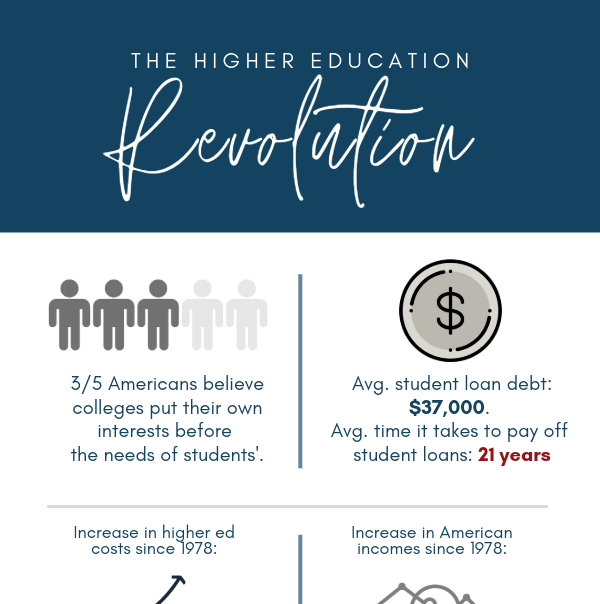 THE HIGHER EDUCATION
Revolution
3/5 Americans believe
colleges put their own
interests before
the needs of students'.
$
Avg. student loan debt:
$37,000.
Avg. time it takes to pay off
student loans: 21 years
Increase in higher ed
costs since 1978:
Increase in American
incomes since 1978: